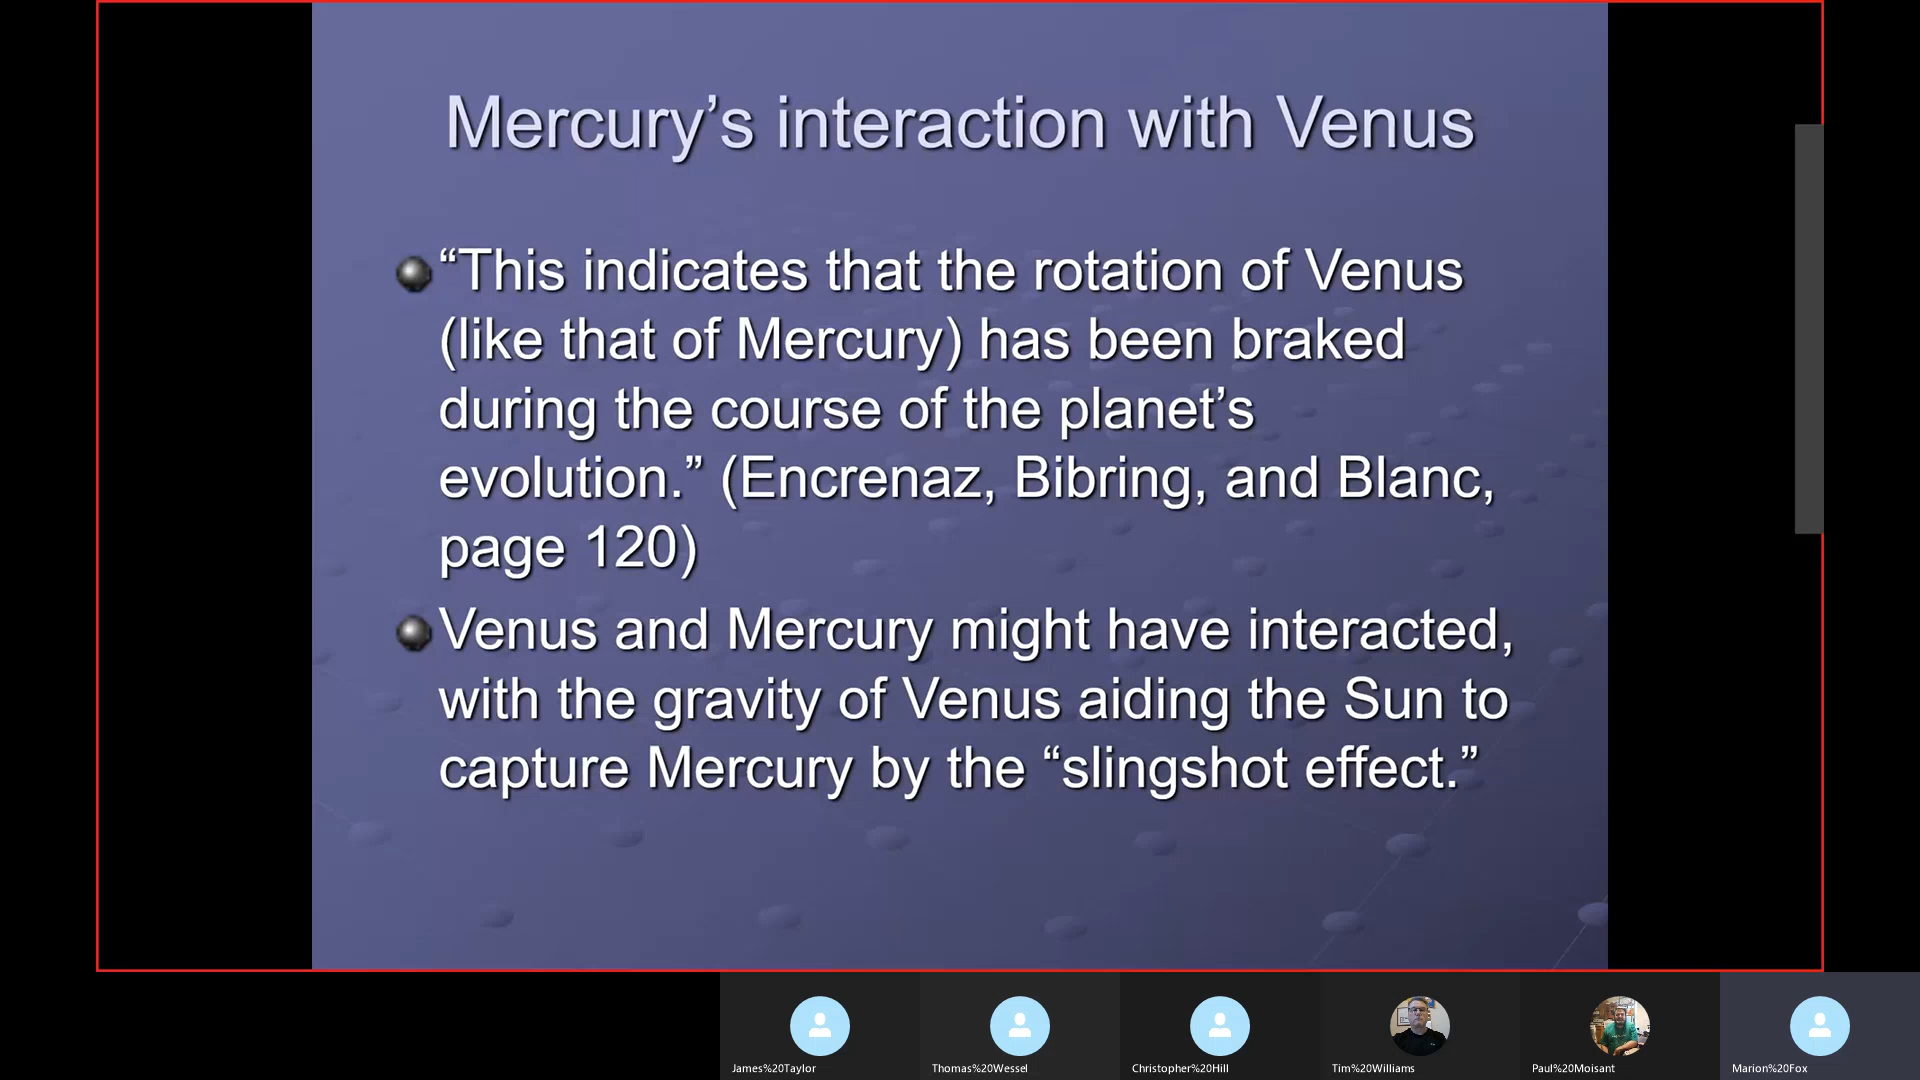 Mercury’s interaction with Venus
“This indicates that the rotation of Venus
(like that of Mercury) has been braked
during the course of the planet’s
evolution.” (Encrenaz, Bibring, and Blanc,
page 120)
Venus and Mercury might have interacted,
with the gravity of Venus aiding the Sun to
capture Mercury by the “slingshot effect.”
James%20Taylor
Thomas%20Wessel
Christopher%20Hill
Tim%20Williams
Paul%20Moisant
Marion%20Fox